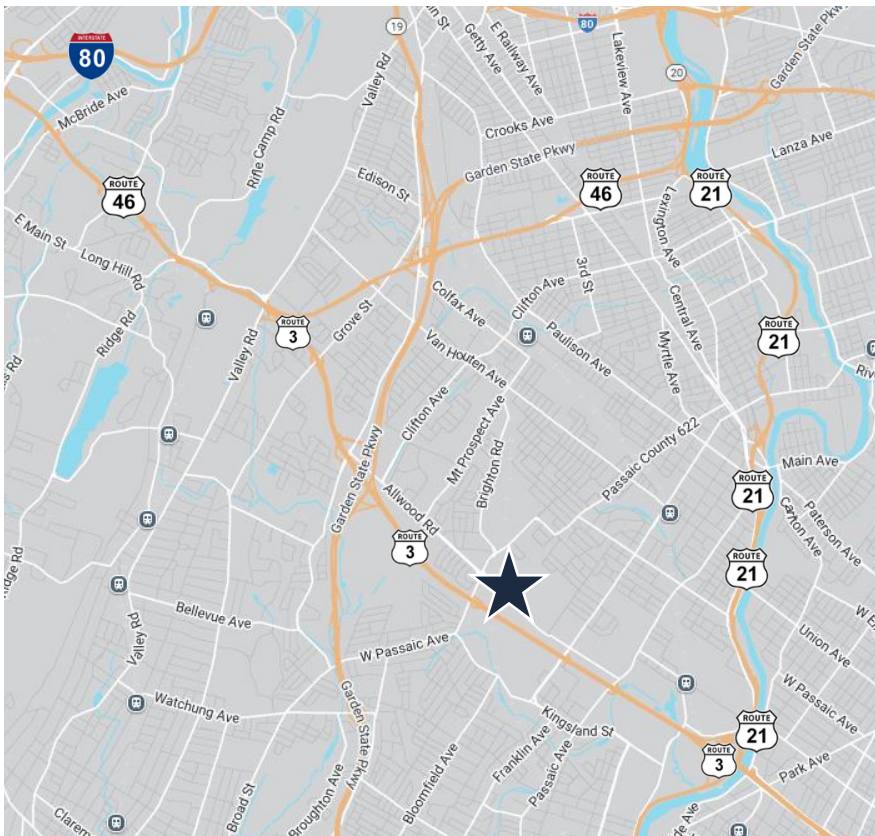 19
INTERSTATE
80
80
McBride Ave
Valley Rd
Getty Ave
E Railway Ave
Lakeview Ave
20
Garden State Pkwy
Rifle Camp Rd
Crooks Ave
Lanza Ave
Garden State Pkwy
Edison St
ROUTE
46
ROUTE
46
ROUTE
21
Lexington Ave
E Main St
Long Hill Rd
3rd St
Clifton Ave
Colfax Ave
Central Ave
Ridge Rd
Valley Rd
ROUTE
3
Grove St
Van Houten Ave
Paulison Ave
Myrtle Ave
ROUTE
21
Clifton Ave
Mt Prospect Ave
Brighton Rd
Passaic County 622
Garden State Pkwy
Main Ave
Allwood Rd
ROUTE
21
Carlton Ave
Paterson Ave
ROUTE
3
ROUTE
21
Ridge Rd
Bellevue Ave
Valley Rd
W Passaic Ave
Union Ave
W Passaic Ave
Watchung Ave
Garden State Pkwy
Kingsland St
Franklin Ave
Passaic Ave
ROUTE
21
ROUTE
3
Park Ave
Bloomfield Ave
Broughton Ave
Broad St